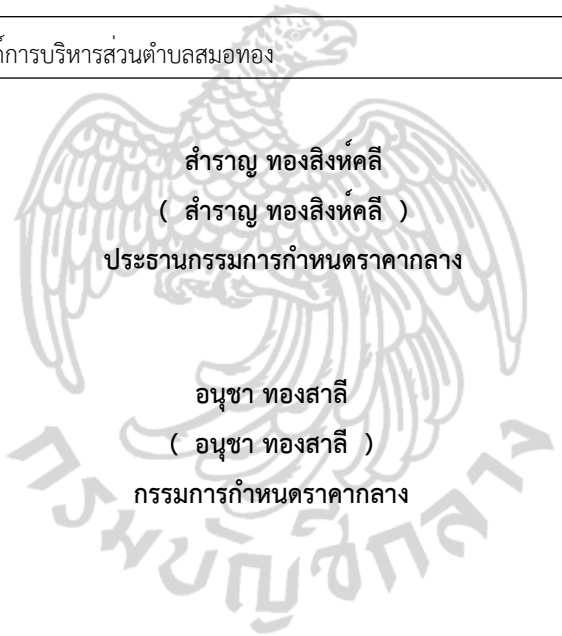 การบริหารส่วนตำบลสมอทอง
สำราญ ทองสิงห์คลี
( สำราญ ทองสิงห์คลี )
ประธานกรรมการกำหนดราคากลาง
อนุชา ทองสาลี
( อนุชา ทองสาลี )
กรรมการกำหนดราคากลาง
กรมบัญชีกลาง